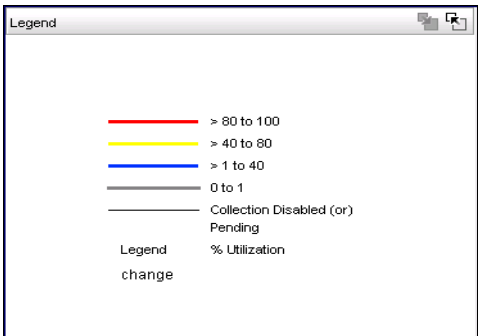 Legend
> 80 to 100
> 40 to 80
> 1 to 40
0 to 1
Collection Disabled (or)
Pending
Legend % Utilization
change